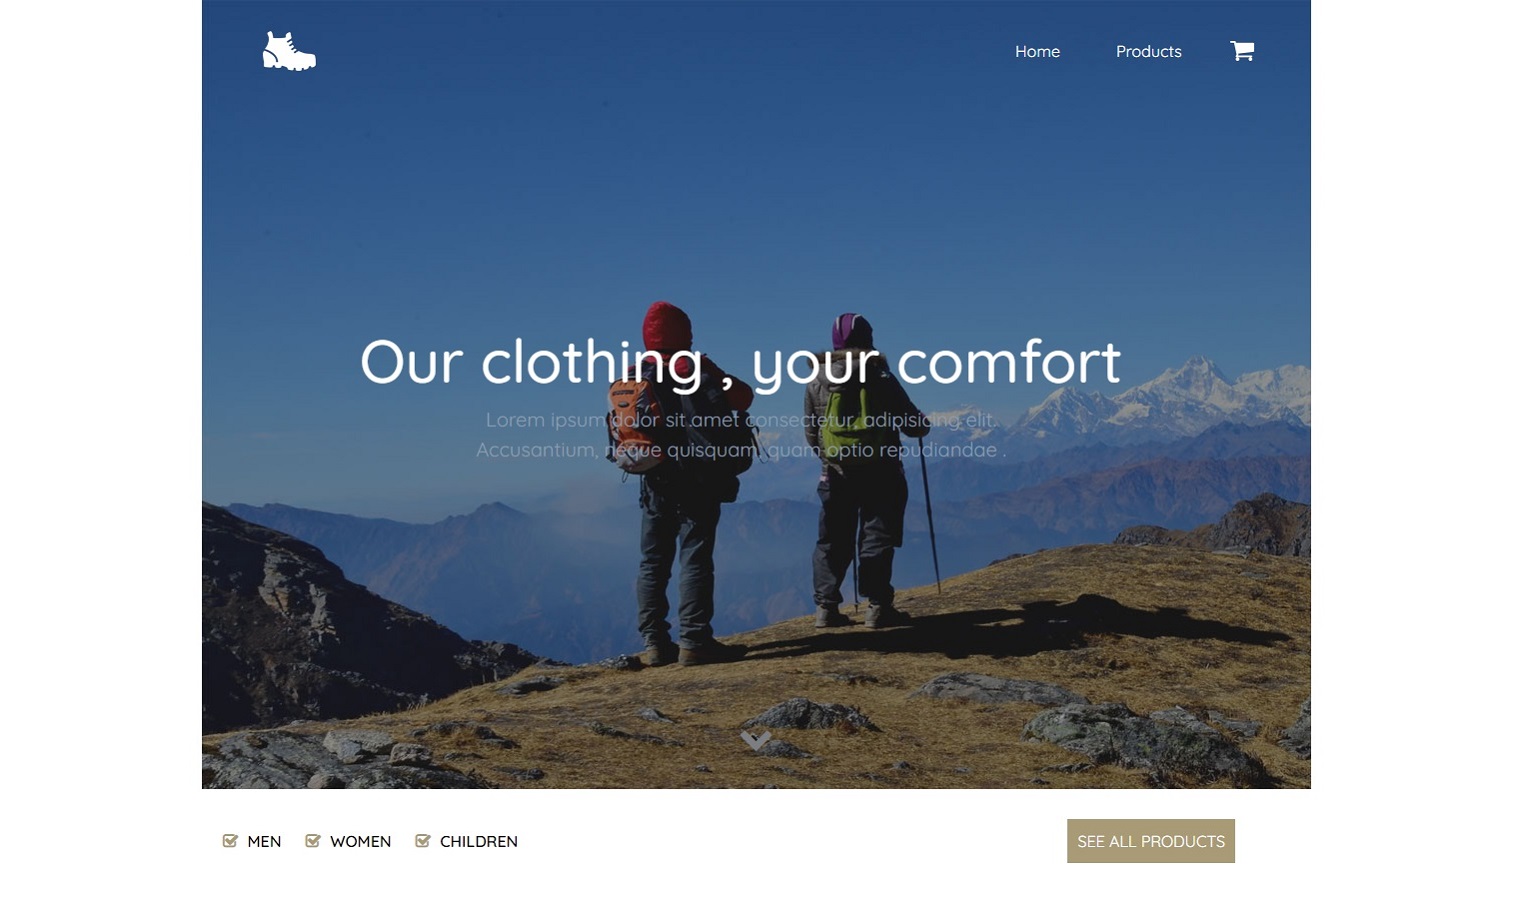 Home Products
Our clothing , your comfort
Lorem ipsum dolor sit amet consectetur, adipisicing elit.
Accusantium, neque quisquam, quam optio repudiandae .
MEN WOMEN CHILDREN SEE ALL PRODUCTS